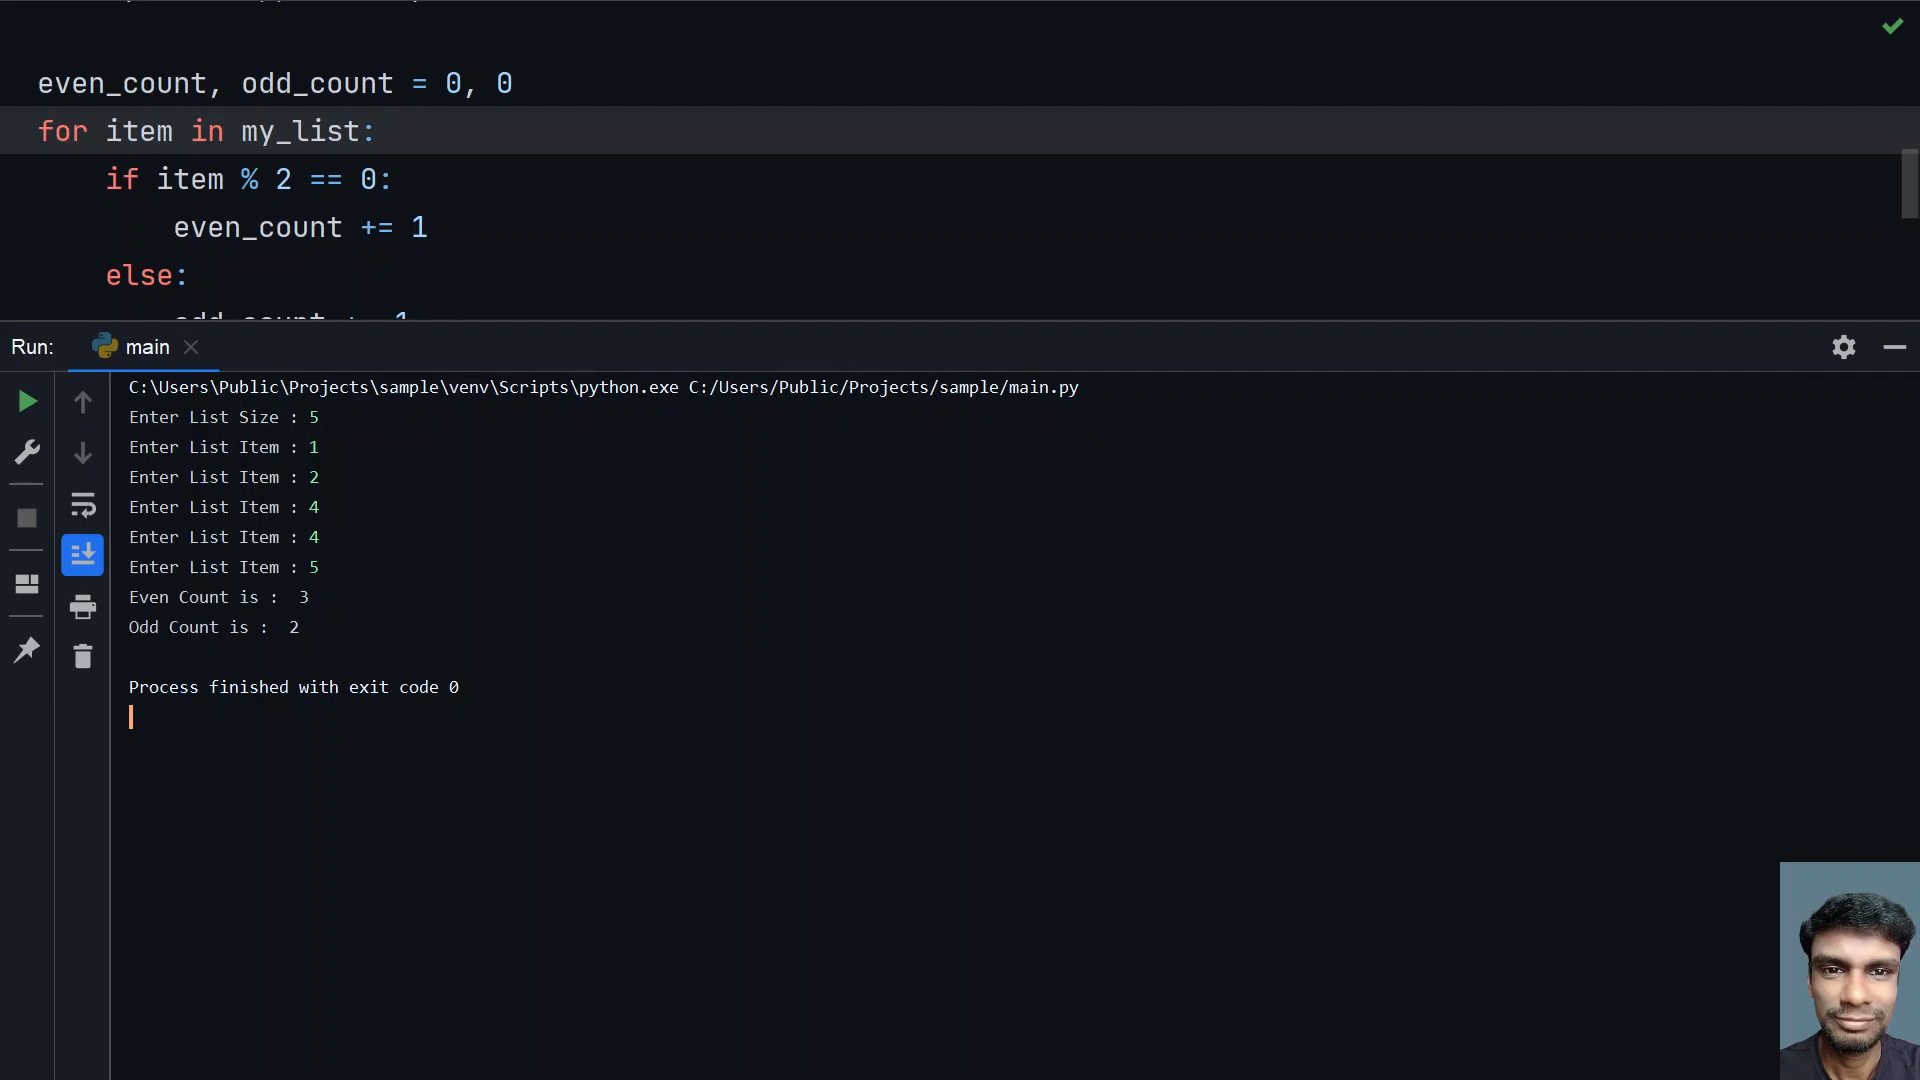 even_count, odd_count = 0, 0
for item in my_list:
if item % 2 == 0:
even_count += 1
else:
Run: main
C:\Users\Public\Projects\sample\venv\Scripts\python.exe C:/Users/Public/Projects/sample/main.py
Enter List Size : 5
Enter List Item : 1
Enter List Item : 2
Enter List Item : 4
Enter List Item : 4
Enter List Item : 5
Even Count is :  3
Odd Count is :  2
Process finished with exit code 0